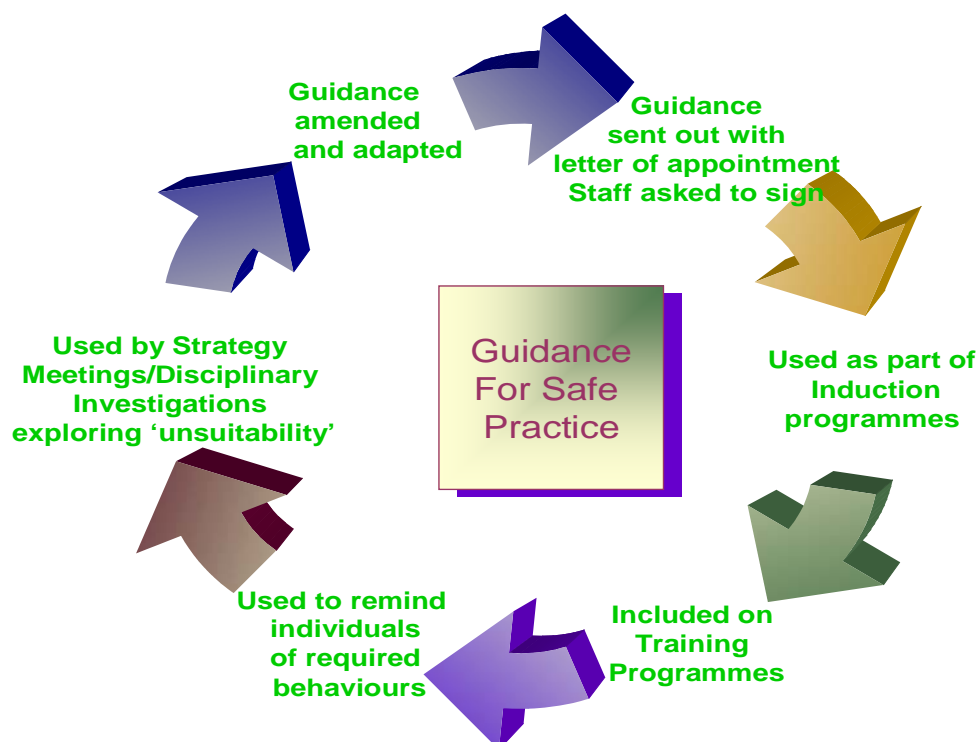 Guidance
amended
and adapted
Guidance
sent out with
letter of appointment
Staff asked to sign
Used as part of
Induction
programmes
Included on
Training
Programmes
Used to remind
individuals
of required
behaviours
Used by Strategy
Meetings/Disciplinary
Investigations
exploring ‘unsuitability’
Guidance
For Safe
Practice